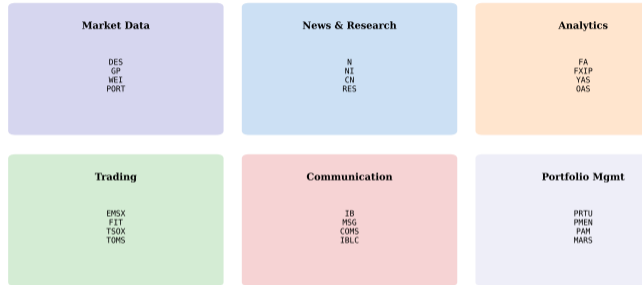 Market Data
DES
GP
WEI
PORT
News & Research
N
NI
CN
RES
Analytics
FA
FXIP
YAS
OAS
Trading
EMSX
FIT
TSOX
TOMS
Communication
IB
MSG
COMS
IBLC
Portfolio Mgmt
PRTU
PMEN
PAM
MARS